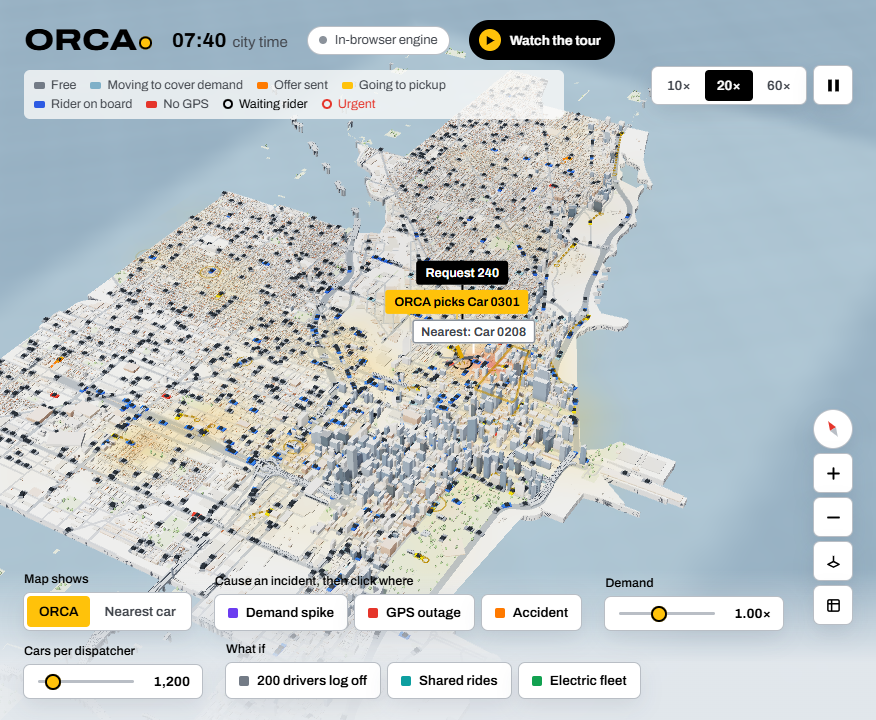 ORCA
07:40 city time
In-browser engine
Watch the tour
Free
Moving to cover demand
Offer sent
Going to pickup
Rider on board
No GPS
Waiting rider
Urgent
10×
20×
60×
Request 240
ORCA picks Car 0301
Nearest: Car 0208
Map shows
ORCA
Nearest car
Cause an incident, then click where
Demand spike
GPS outage
Accident
Demand
1.00×
Cars per dispatcher
1,200
What if
200 drivers log off
Shared rides
Electric fleet